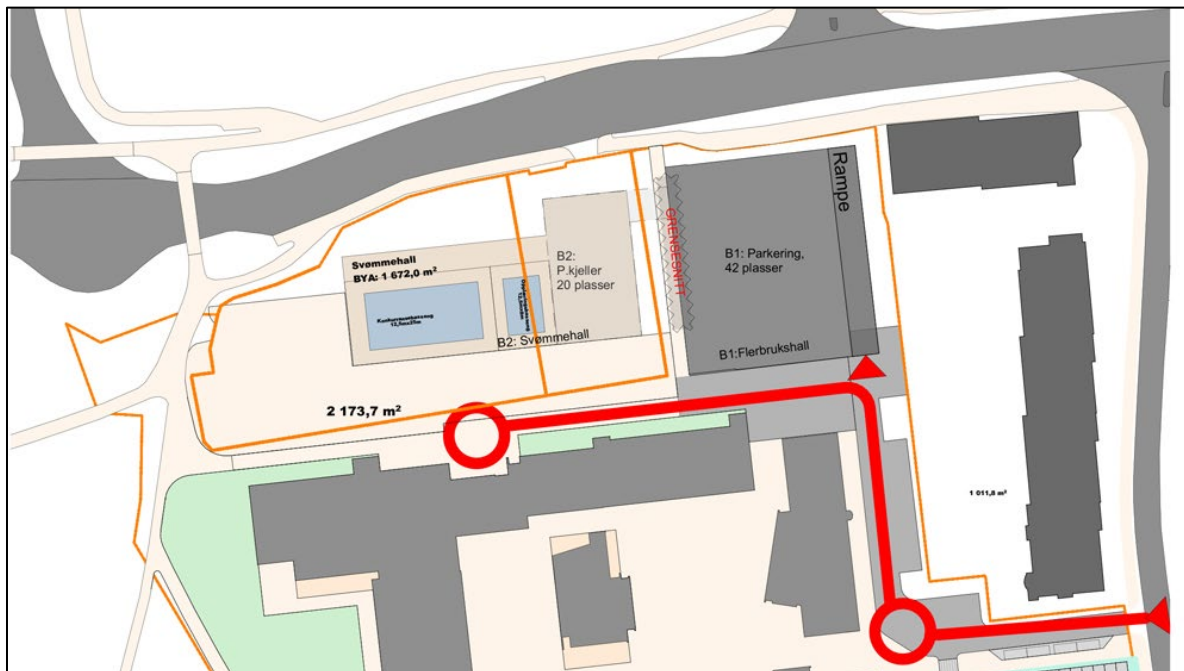 Svømmehall
BYA: 1 672,0 m²
B2:
P.kjeller
20 plasser
B2: Svømmehall
GRENSESNITT
Rampe
B1: Parkering,
42 plasser
B1:Flerbrukshall
2 173,7 m²
1 011,8 m²